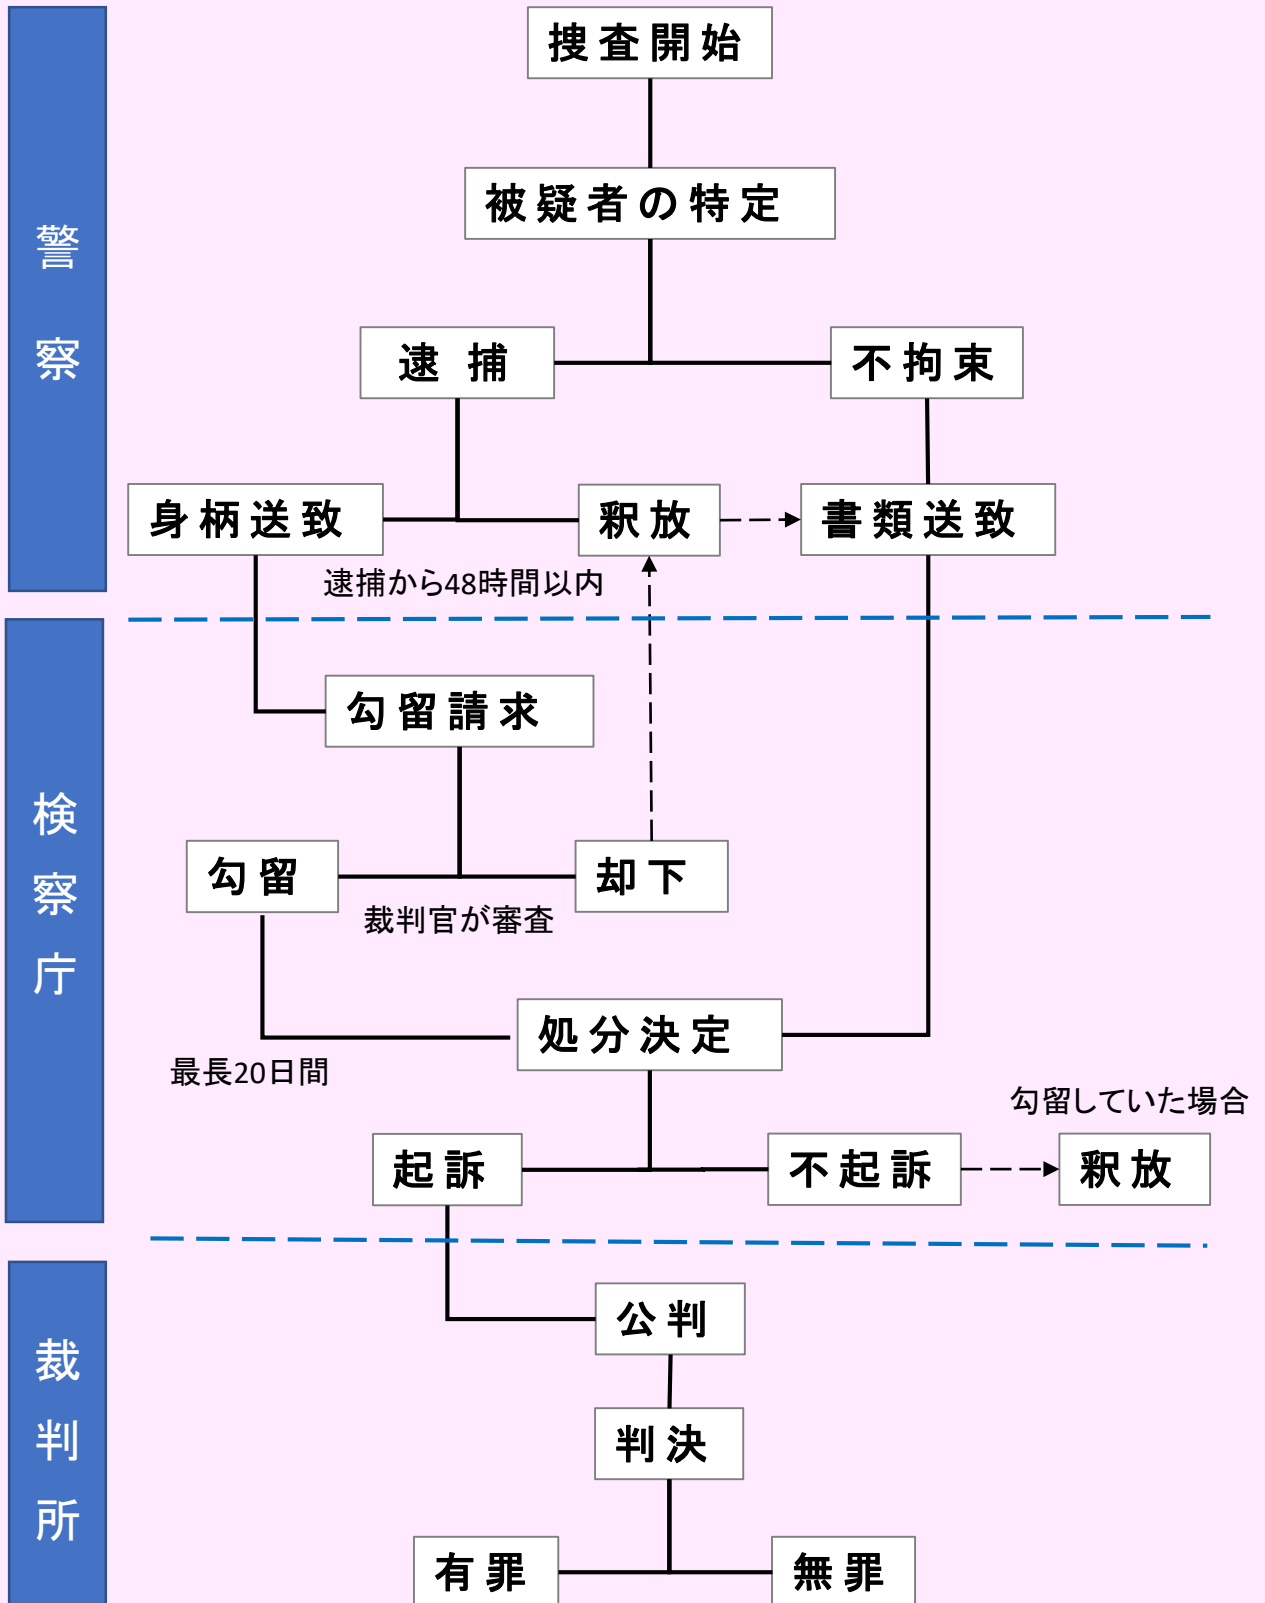 警察
捜査開始
被疑者の特定
逮捕
不拘束
身柄送致
釈放
書類送致
逮捕から48時間以内
検察庁
勾留請求
勾留
却下
裁判官が審査
処分決定
最長20日間
勾留していた場合
起訴
不起訴
釈放
裁判所
公判
判決
有罪
無罪